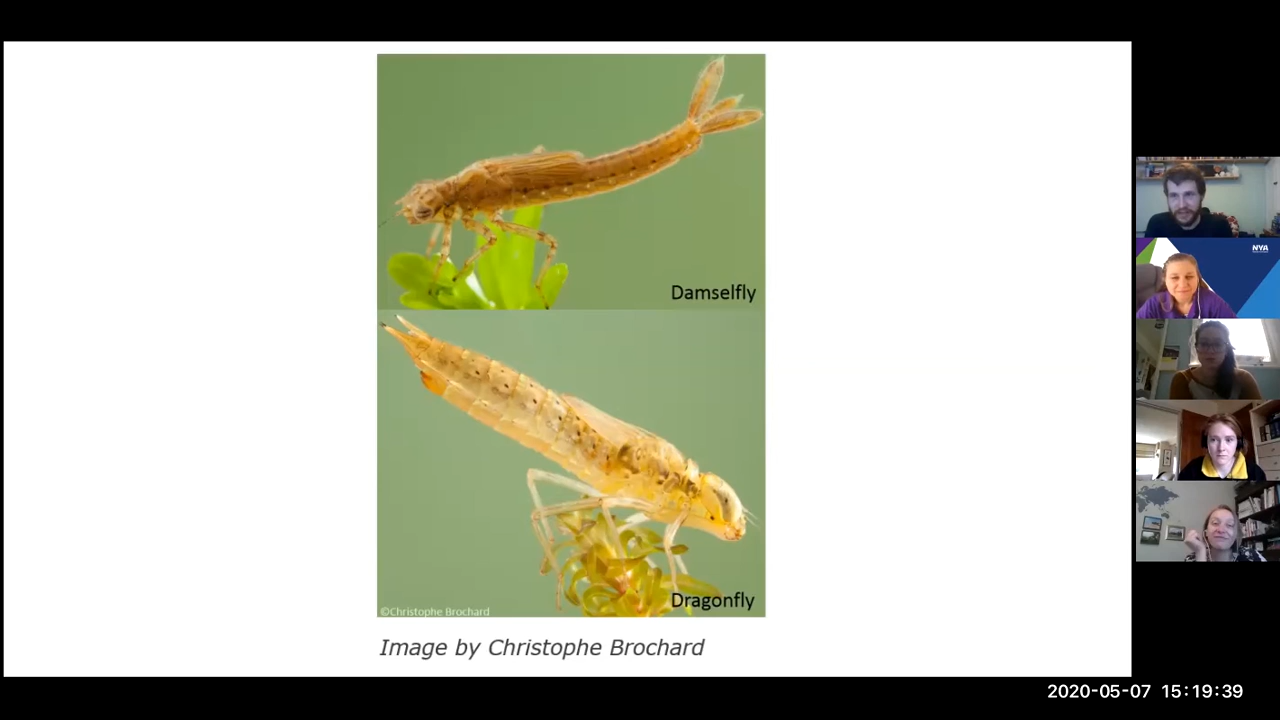 Damselfly
©Christophe Brochard
Dragonfly
Image by Christophe Brochard
NYA
2020-05-07 15:19:39